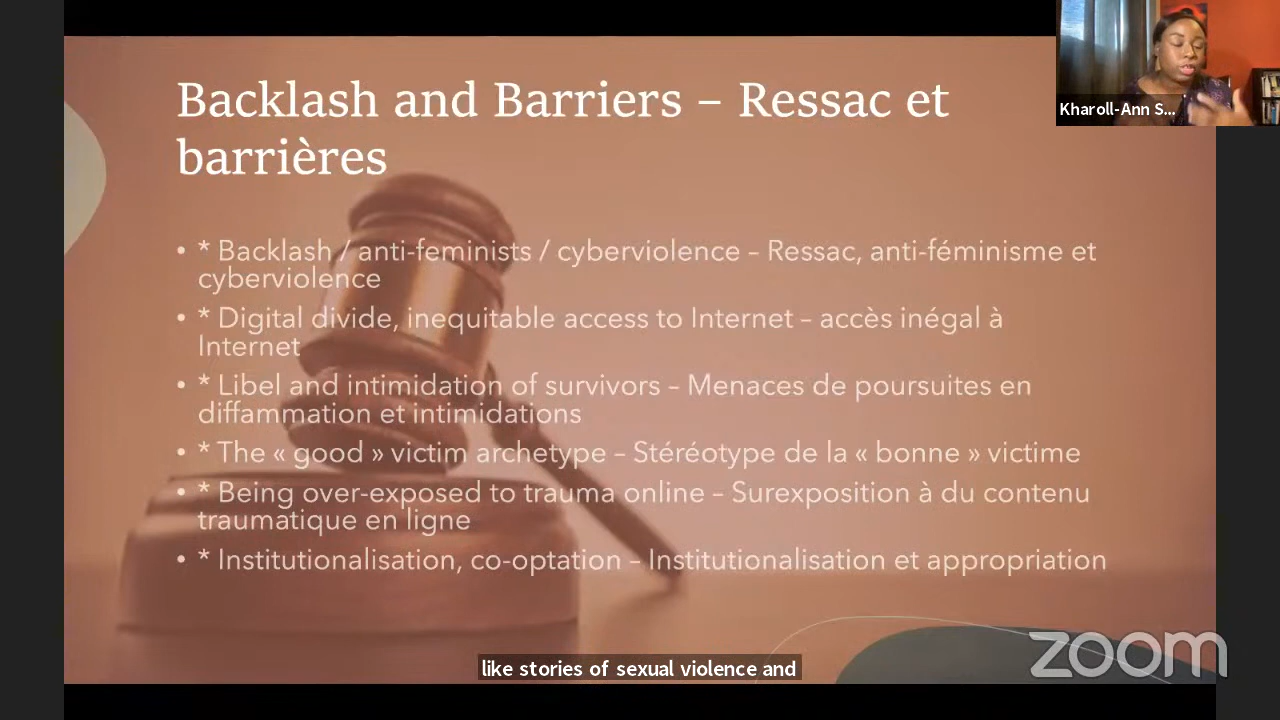 Backlash and Barriers – Ressac et
barrières
Kharoll-Ann S...
• * Backlash / anti-feminists / cyberviolence – Ressac, anti-féminisme et
cyberviolence
• * Digital divide, inequitable access to Internet – accès inégal à
Internet
• * Libel and intimidation of survivors – Menaces de poursuites en
diffammation et intimidations
• * The « good » victim archetype – Stéréotype de la « bonne » victime
• * Being over-exposed to trauma online – Surexposition à du contenu
traumatique en ligne
• * Institutionalisation, co-optation – Institutionalisation et appropriation
zoom
like stories of sexual violence and